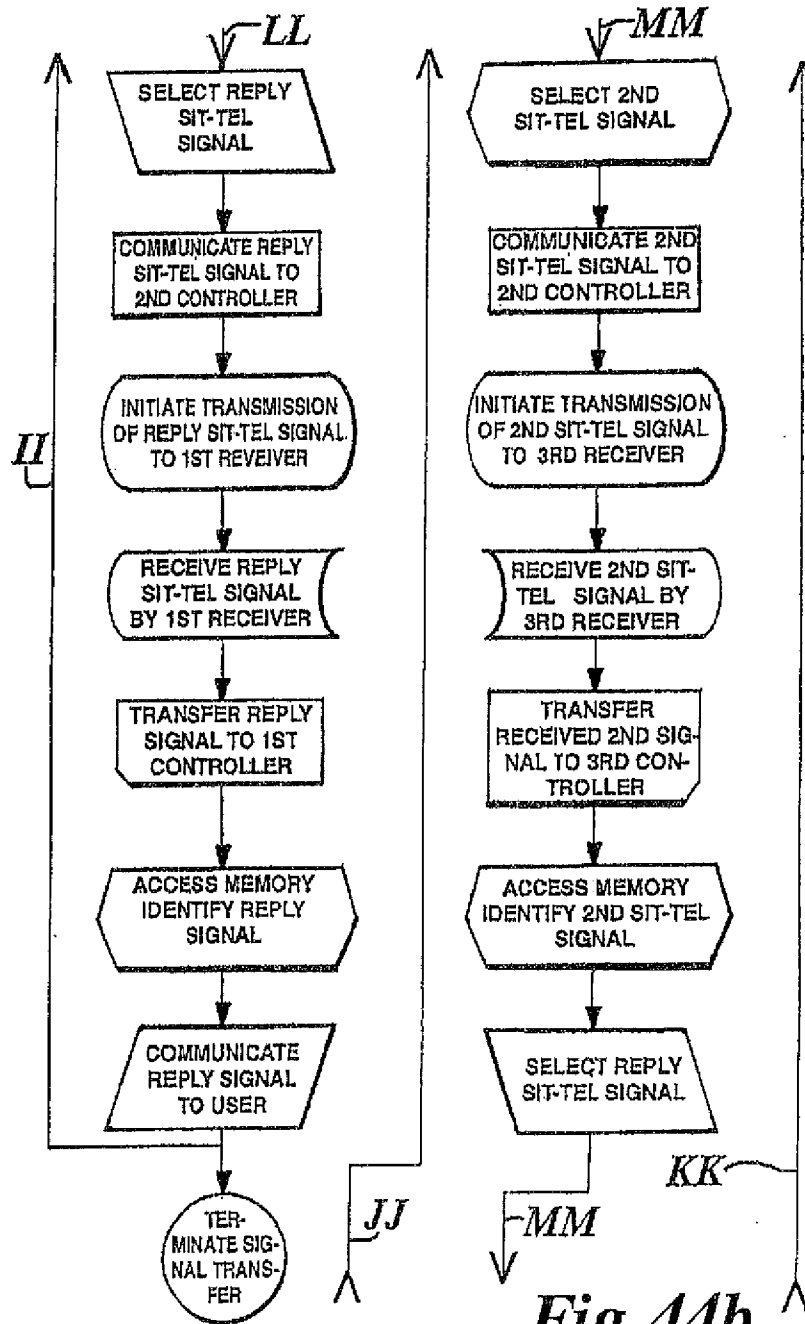 LL
SELECT REPLY
SIT-TEL
SIGNAL
COMMUNICATE REPLY
SIT-TEL SIGNAL TO
2ND CONTROLLER
INITIATE TRANSMISSION
OF REPLY SIT-TEL SIGNAL
TO 1ST REVEIVER
II
RECEIVE REPLY
SIT-TEL SIGNAL
BY 1ST RECEIVER
TRANSFER REPLY
SIGNAL TO 1ST
CONTROLLER
ACCESS MEMORY
IDENTIFY REPLY
SIGNAL
COMMUNICATE
REPLY SIGNAL
TO USER
TER-
MINATE SIG-
NAL TRANS-
FER
JJ
MM
SELECT 2ND
SIT-TEL SIGNAL
COMMUNICATE 2ND
SIT-TEL SIGNAL TO
2ND CONTROLLER
INITIATE TRANSMISSION
OF 2ND SIT-TEL SIGNAL
TO 3RD RECEIVER
RECEIVE 2ND SIT-
TEL SIGNAL BY
3RD RECEIVER
TRANSFER
RECEIVED 2ND SIG-
NAL TO 3RD CON-
TROLLER
ACCESS MEMORY
IDENTIFY 2ND SIT-TEL
SIGNAL
SELECT REPLY
SIT-TEL SIGNAL
KK
MM
Fig 44b